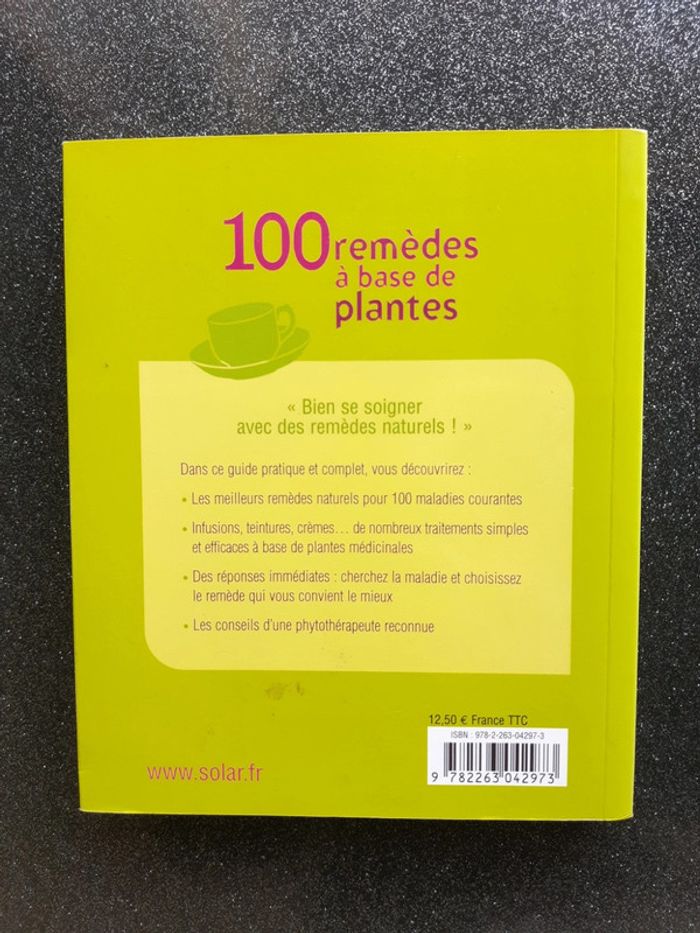 100 remèdes
à base de
plantes
« Bien se soigner
avec des remèdes naturels ! »
Dans ce guide pratique et complet, vous découvrirez :
• Les meilleurs remèdes naturels pour 100 maladies courantes
• Infusions, teintures, crèmes... de nombreux traitements simples
et efficaces à base de plantes médicinales
• Des réponses immédiates : cherchez la maladie et choisissez
le remède qui vous convient le mieux
• Les conseils d'une phytothérapeute reconnue
12,50 € France TTC
ISBN : 978-2-263-04297-3
9 782263 042973
www.solar.fr